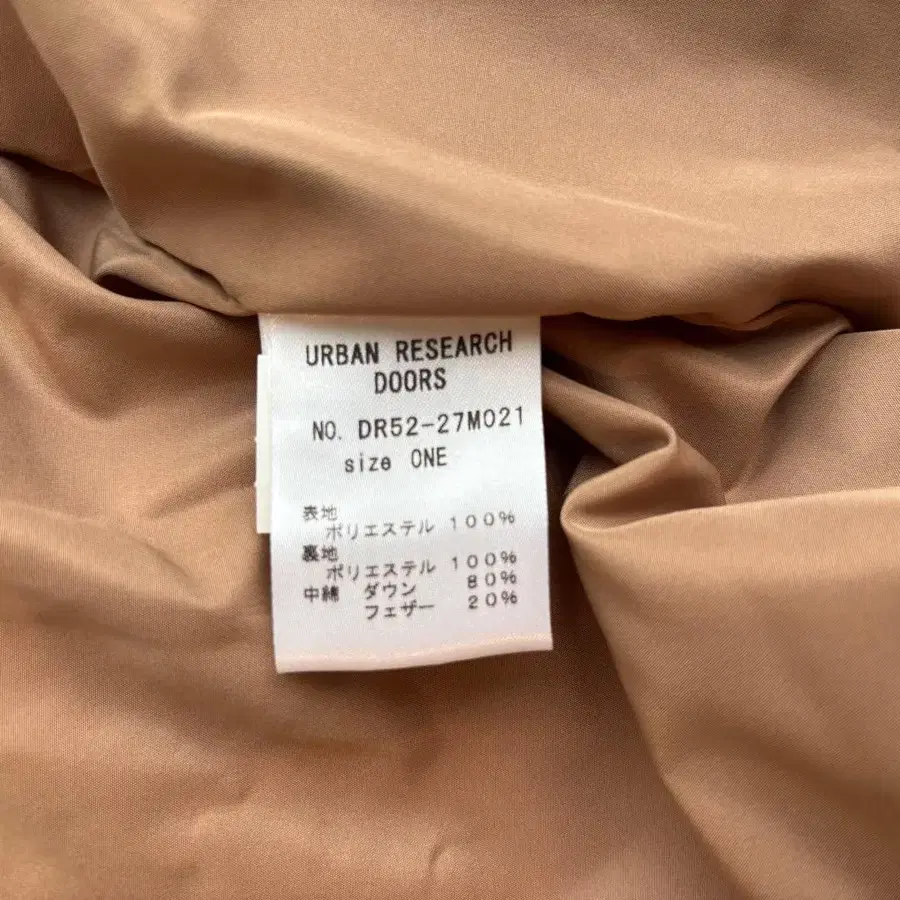 URBAN RESEARCH
DOORS
NO. DR52-27M021
size ONE
表地
ポリエステル 100%
裏地
ポリエステル 100%
中綿 ダウン 80%
フェザー 20%